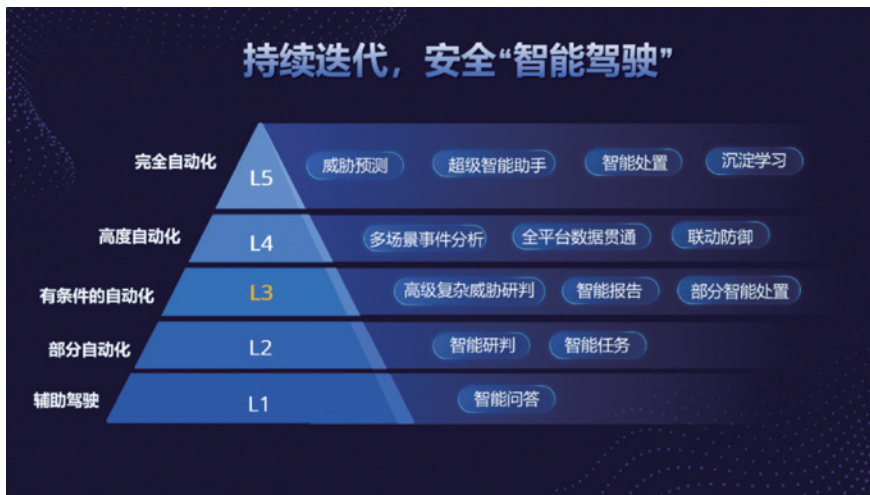 持续迭代，安全“智能驾驶”
完全自动化 L5 威胁预测 超级智能助手 智能处置 沉淀学习
高度自动化 L4 多场景事件分析 全平台数据贯通 联动防御
有条件的自动化 L3 高级复杂威胁研判 智能报告 部分智能处置
部分自动化 L2 智能研判 智能任务
辅助驾驶 L1 智能问答